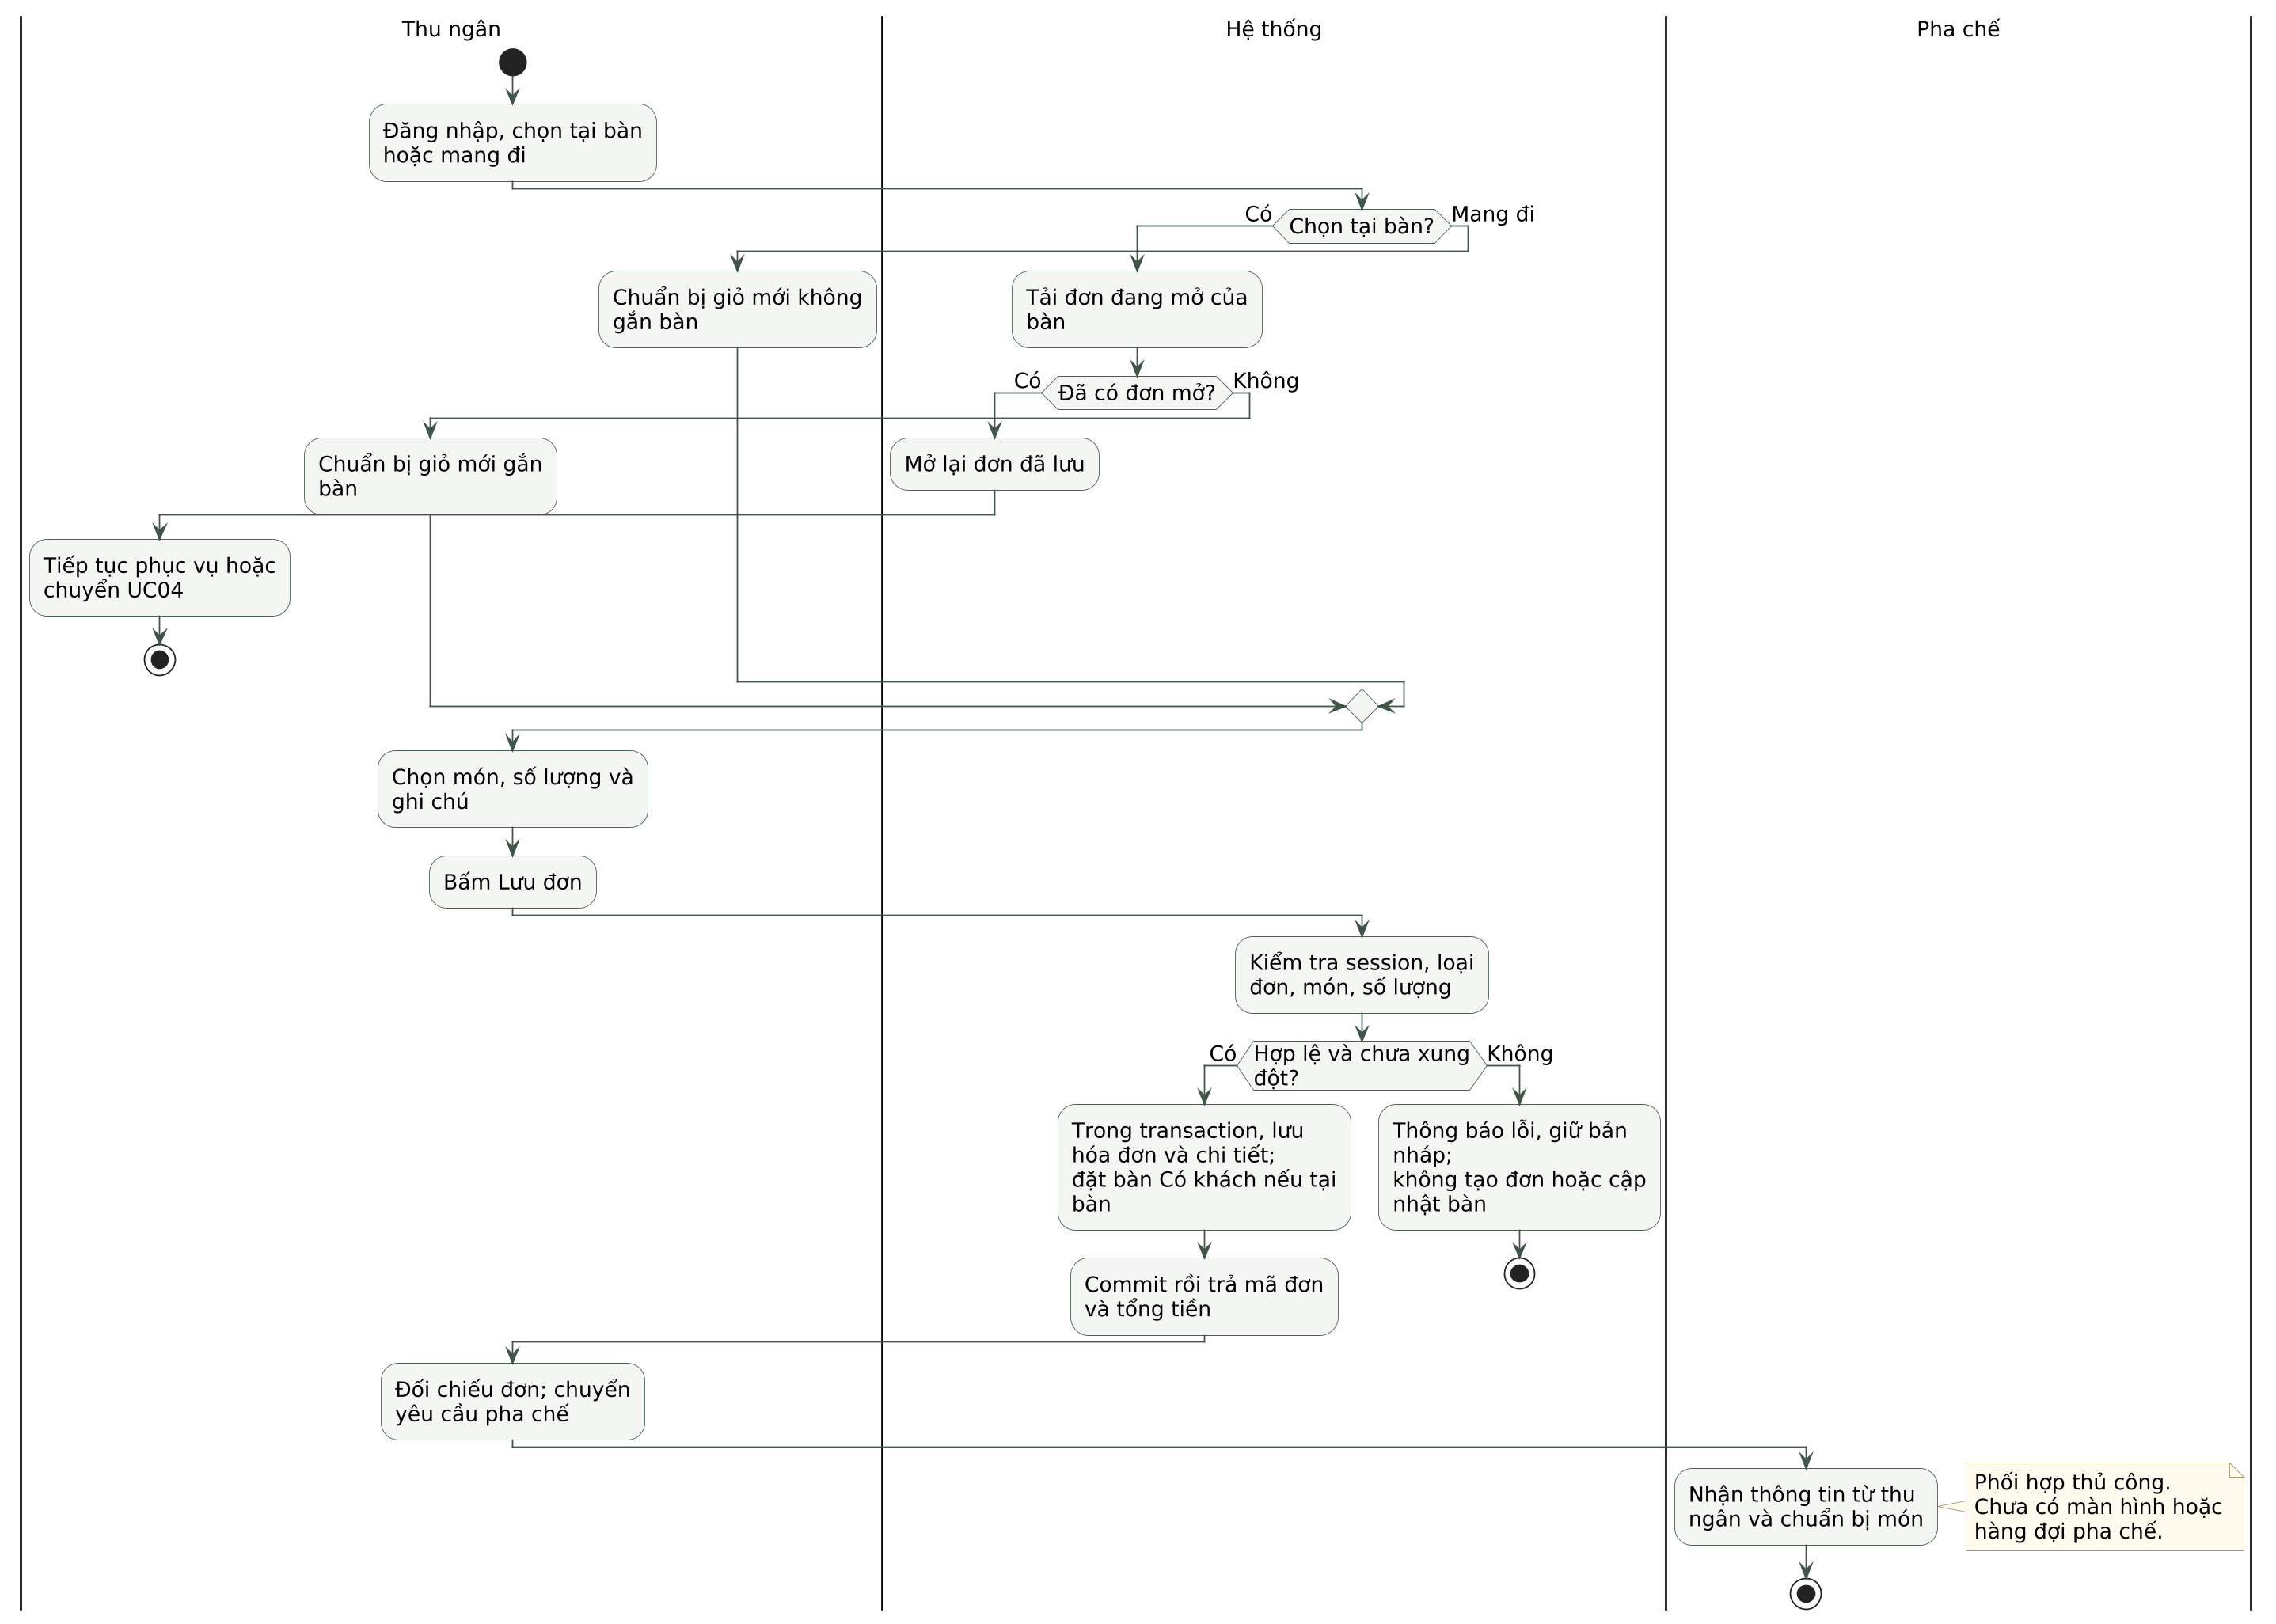 Thu ngân
Hệ thống
Pha chế
Đăng nhập, chọn tại bàn
hoặc mang đi
Có
Chọn tại bàn?
Mang đi
Chuẩn bị giỏ mới không
gắn bàn
Tải đơn đang mở của
bàn
Có
Đã có đơn mở?
Không
Chuẩn bị giỏ mới gắn
bàn
Mở lại đơn đã lưu
Tiếp tục phục vụ hoặc
chuyển UC04
Chọn món, số lượng và
ghi chú
Bấm Lưu đơn
Kiểm tra session, loại
đơn, món, số lượng
Có
Hợp lệ và chưa xung
đột?
Không
Trong transaction, lưu
hóa đơn và chi tiết;
đặt bàn Có khách nếu tại
bàn
Thông báo lỗi, giữ bản
nháp;
không tạo đơn hoặc cập
nhật bàn
Commit rồi trả mã đơn
và tổng tiền
Đối chiếu đơn; chuyển
yêu cầu pha chế
Nhận thông tin từ thu
ngân và chuẩn bị món
Phối hợp thủ công.
Chưa có màn hình hoặc
hàng đợi pha chế.